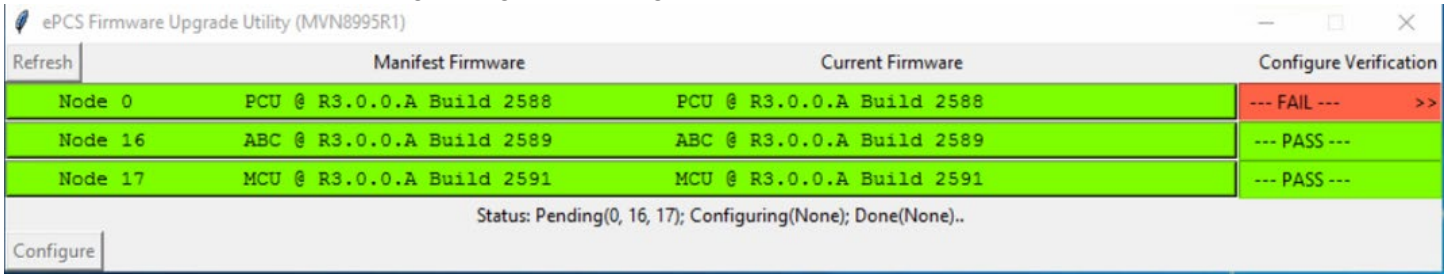 ePCS Firmware Upgrade Utility (MVN8995R1)
Refresh Manifest Firmware Current Firmware Configure Verification
Node 0 PCU @ R3.0.0.A Build 2588 PCU @ R3.0.0.A Build 2588 --- FAIL --- >>
Node 16 ABC @ R3.0.0.A Build 2589 ABC @ R3.0.0.A Build 2589 --- PASS ---
Node 17 MCU @ R3.0.0.A Build 2591 MCU @ R3.0.0.A Build 2591 --- PASS ---
Status: Pending(0, 16, 17); Configuring(None); Done(None)..
Configure